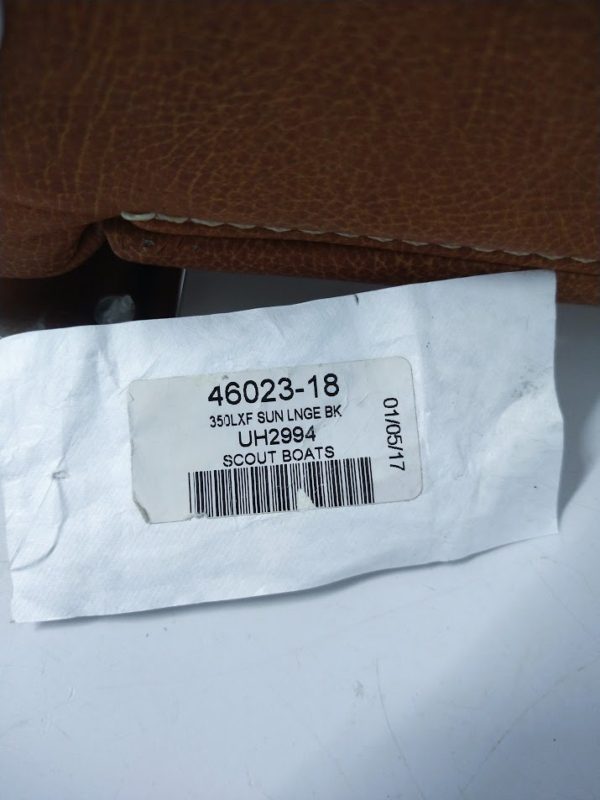 46023-18
350LXF SUN LNGE BK
UH2994
SCOUT BOATS
01/05/17